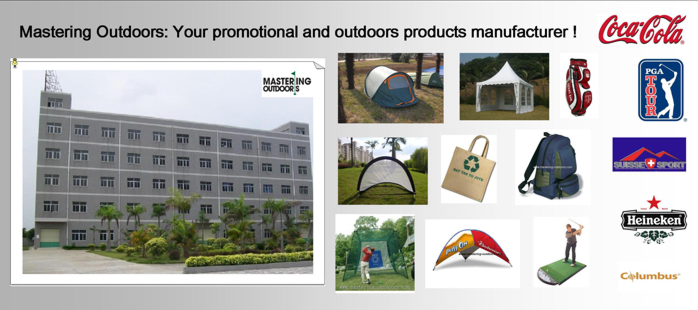 Mastering Outdoors: Your promotional and outdoors products manufacturer !
Coca-Cola
MASTERING
OUTDOORS
PGA
TOUR
SUISSE SPORT
Heineken
Columbus